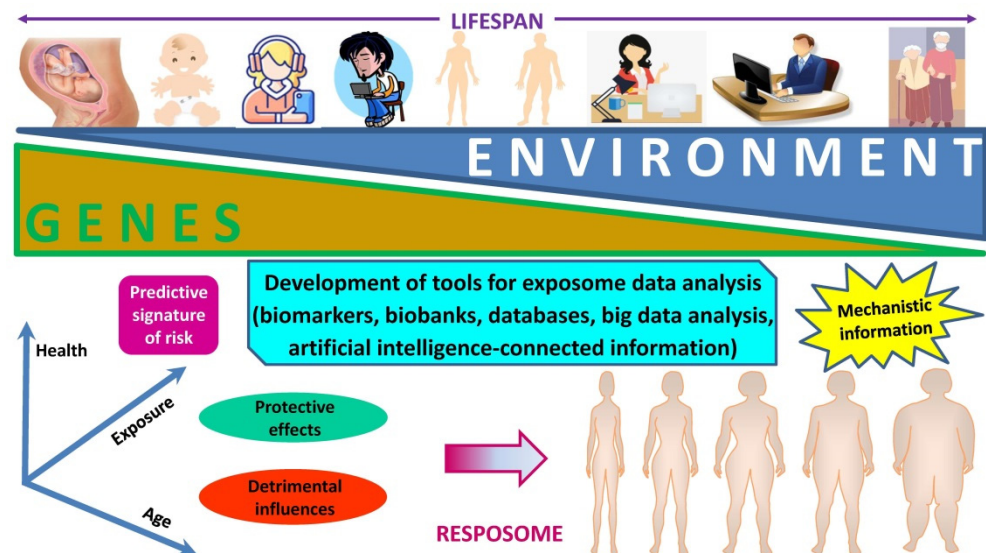 LIFESPAN
ENVIRONMENT
GENES
Predictive
signature
of risk
Development of tools for exposome data analysis
(biomarkers, biobanks, databases, big data analysis,
artificial intelligence-connected information)
Mechanistic
information
Health
Exposure
Age
Protective
effects
Detrimental
influences
RESPOSOME